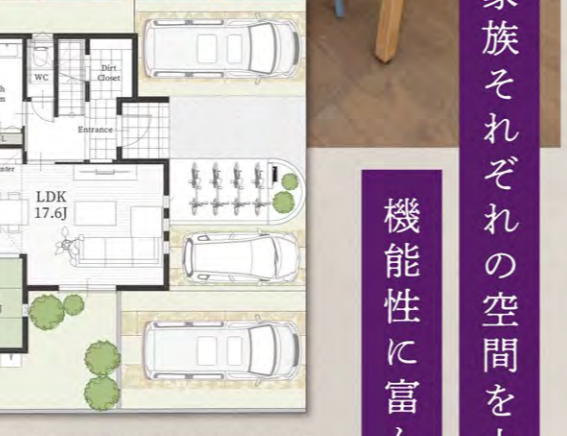 家族それぞれの空間を
機能性に富
WC
Dirt
Closet
Entrance
LDK
17.6J